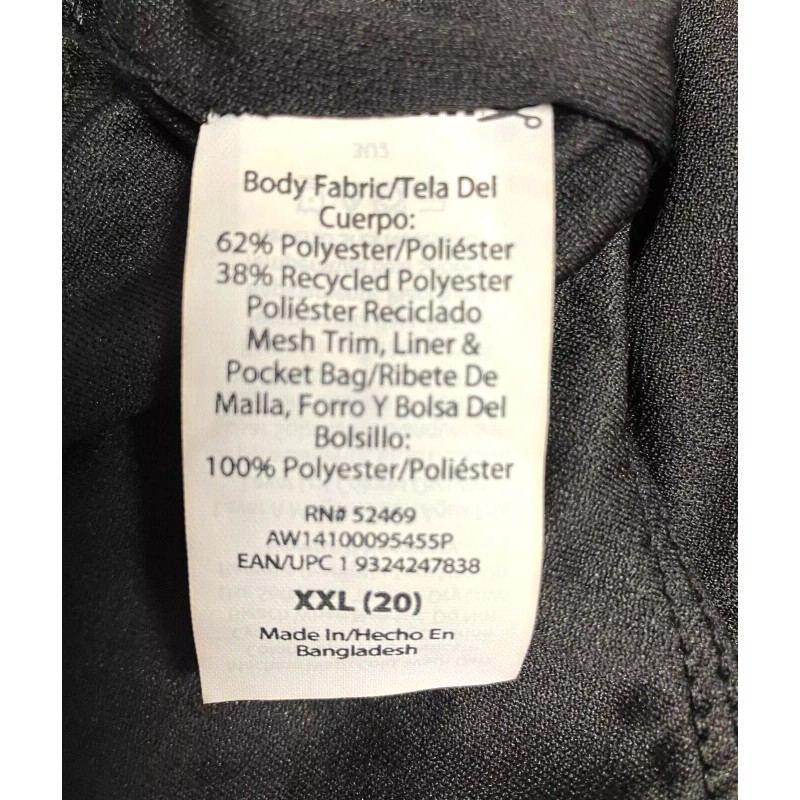 Body Fabric/Tela Del
Cuerpo:
62% Polyester/Poliéster
38% Recycled Polyester
Poliéster Reciclado
Mesh Trim, Liner &
Pocket Bag/Ribete De
Malla, Forro Y Bolsa Del
Bolsillo:
100% Polyester/Poliéster
RN# 52469
AW14100095455P
EAN/UPC 1 9324247838
XXL (20)
Made In/Hecho En
Bangladesh